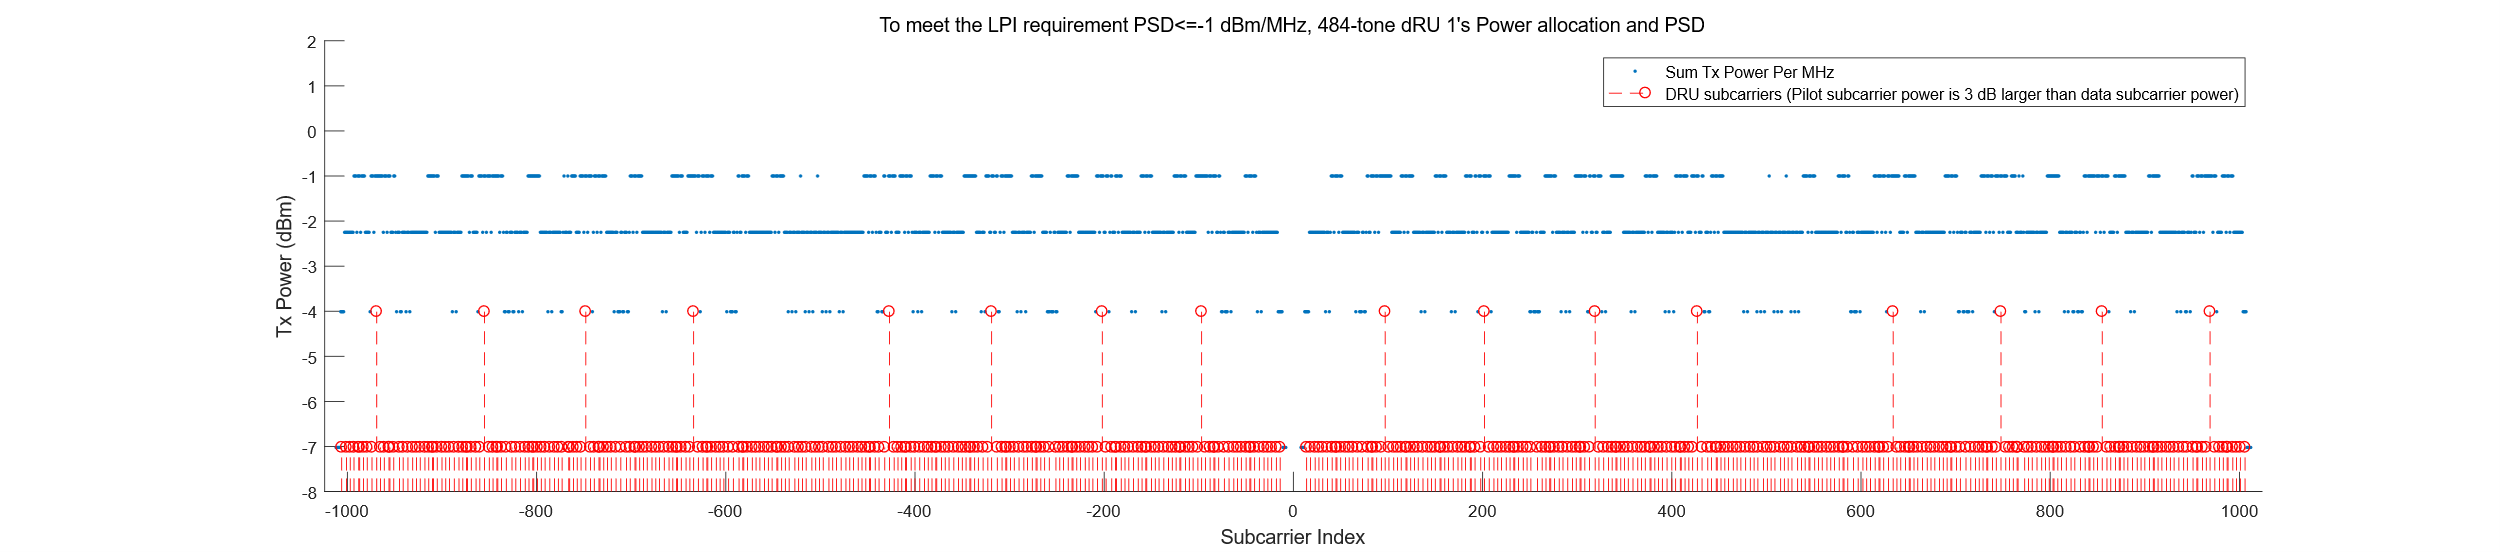 To meet the LPI requirement PSD<=-1 dBm/MHz, 484-tone dRU 1's Power allocation and PSD
Sum Tx Power Per MHz
DRU subcarriers (Pilot subcarrier power is 3 dB larger than data subcarrier power)
Tx Power (dBm)
2
1
0
-1
-2
-3
-4
-5
-6
-7
-8
-1000 -800 -600 -400 -200 0 200 400 600 800 1000
Subcarrier Index